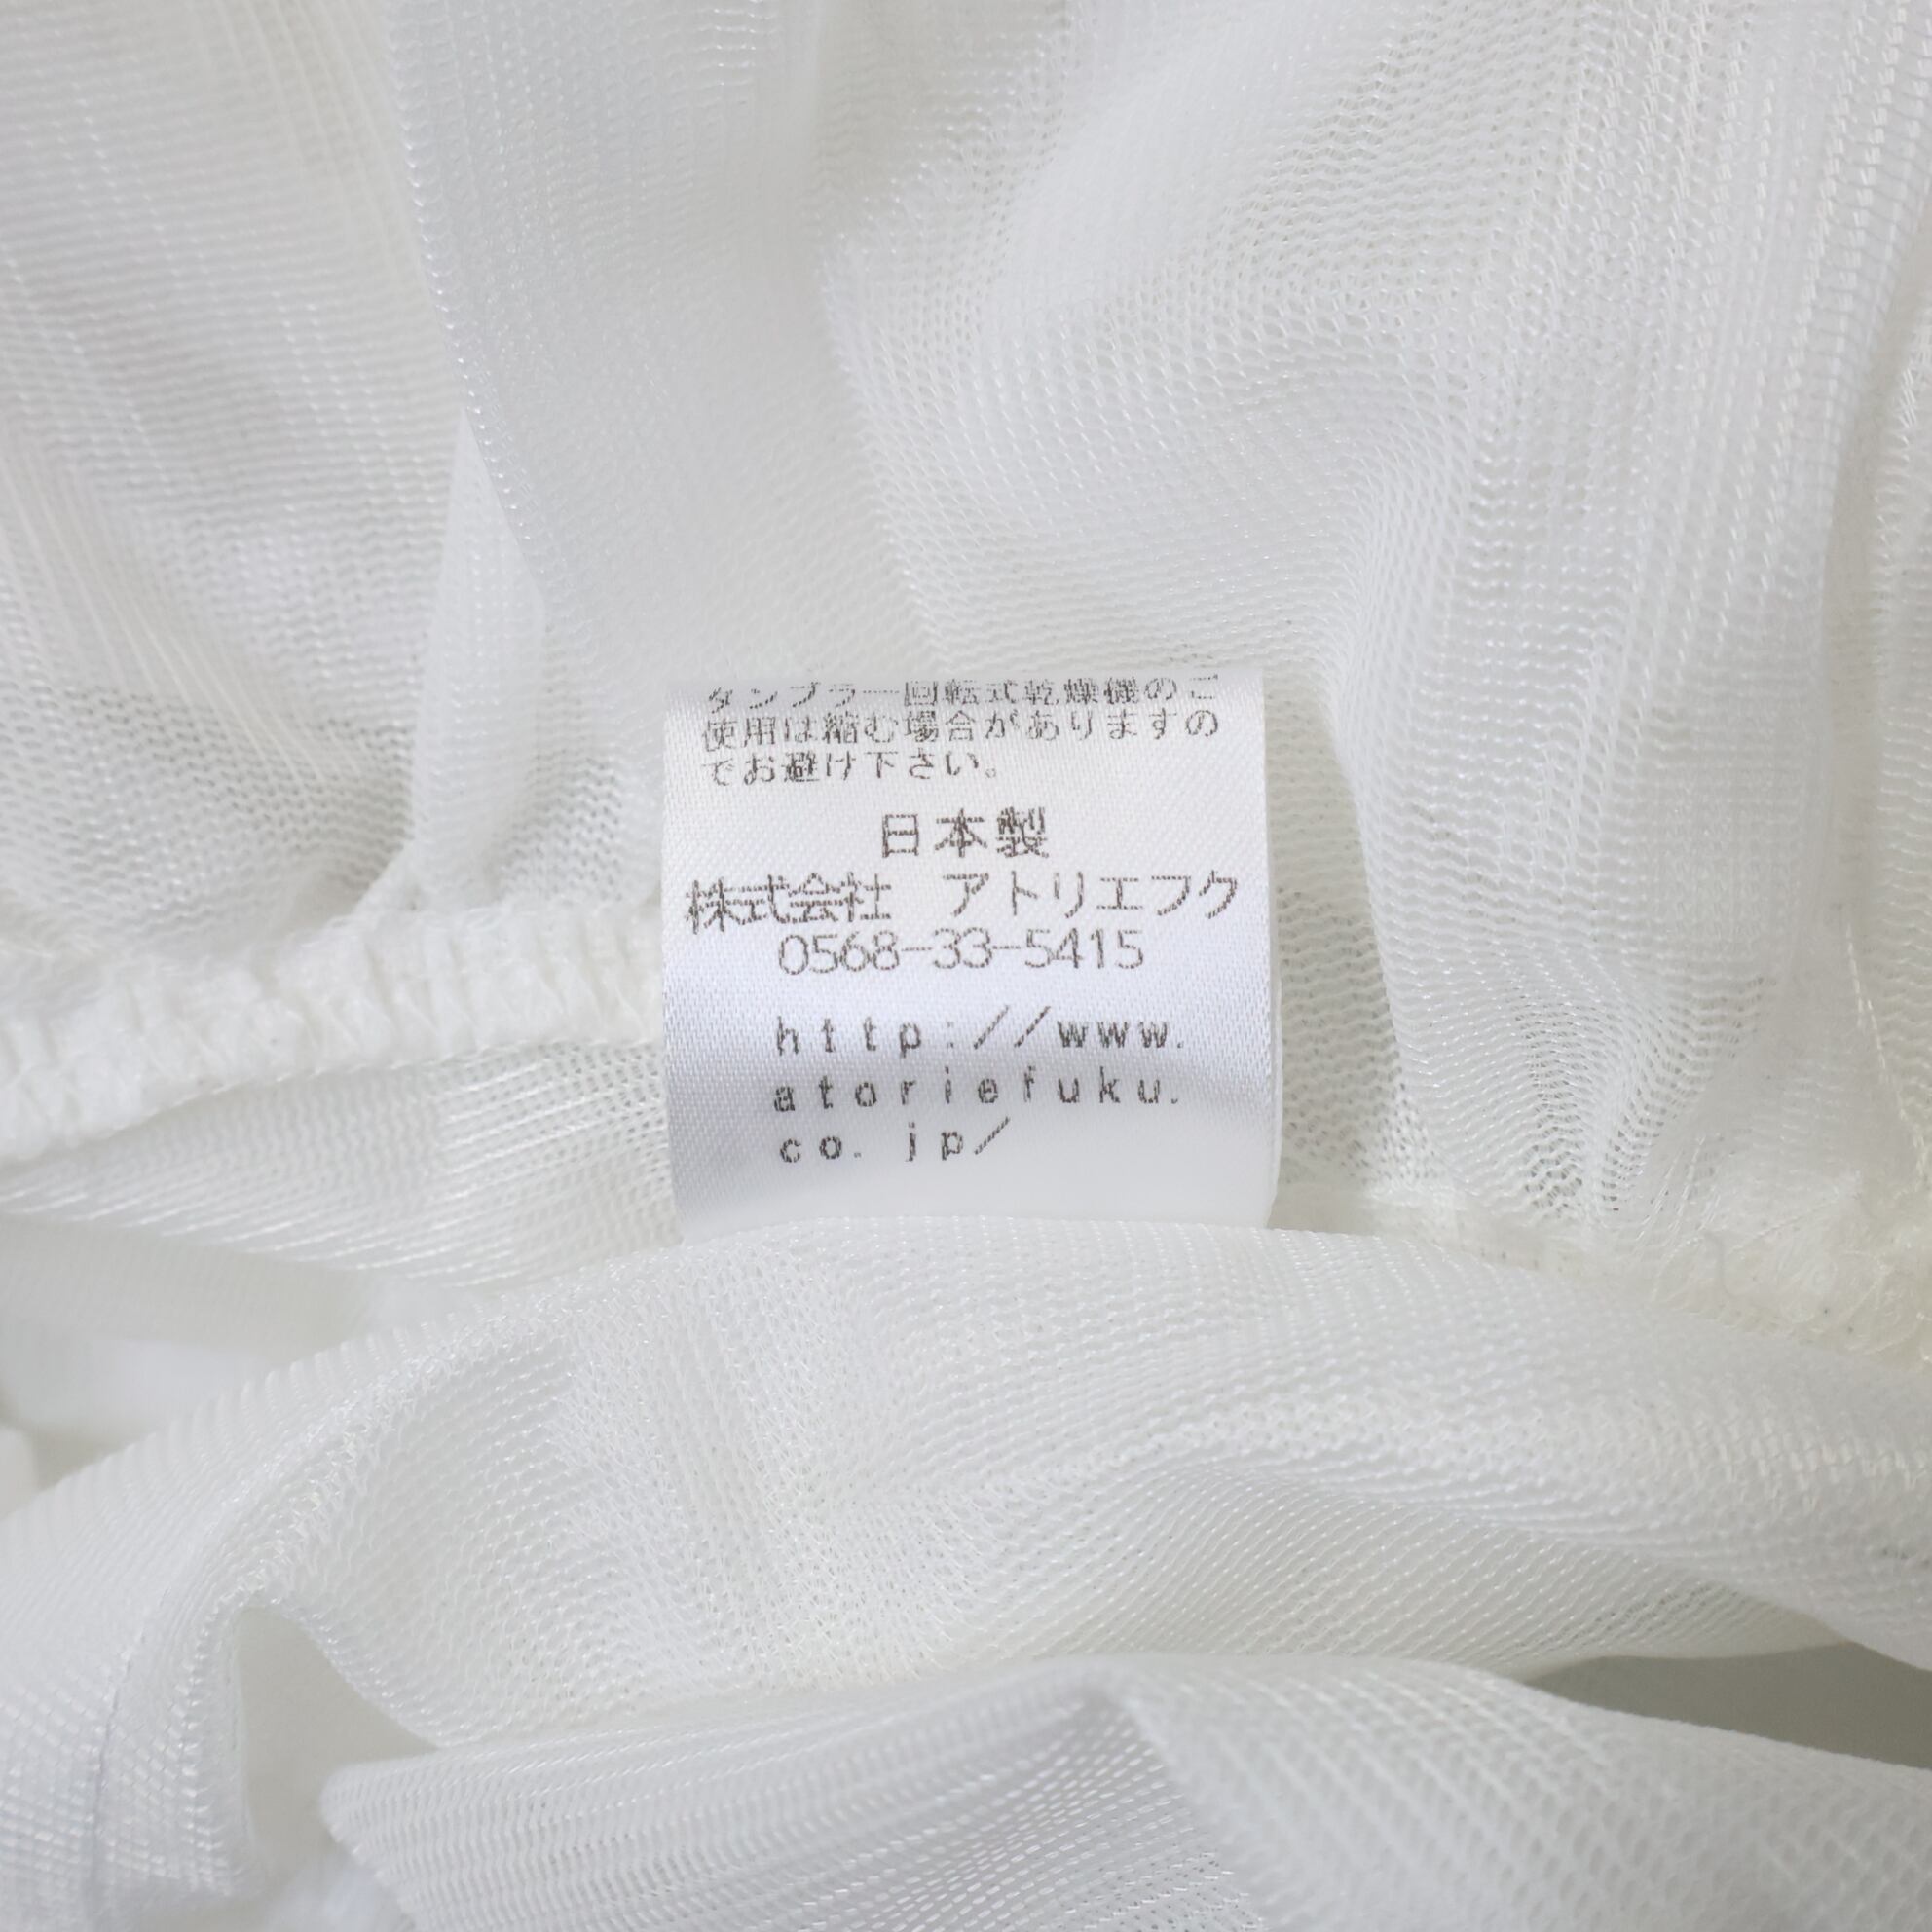 タンブラー回転式乾燥機のご
使用は縮む場合がありますの
でお避け下さい。
日本製
株式会社　アトリエフク
0568-33-5415
http://www.
atoriefuku.
co.jp/